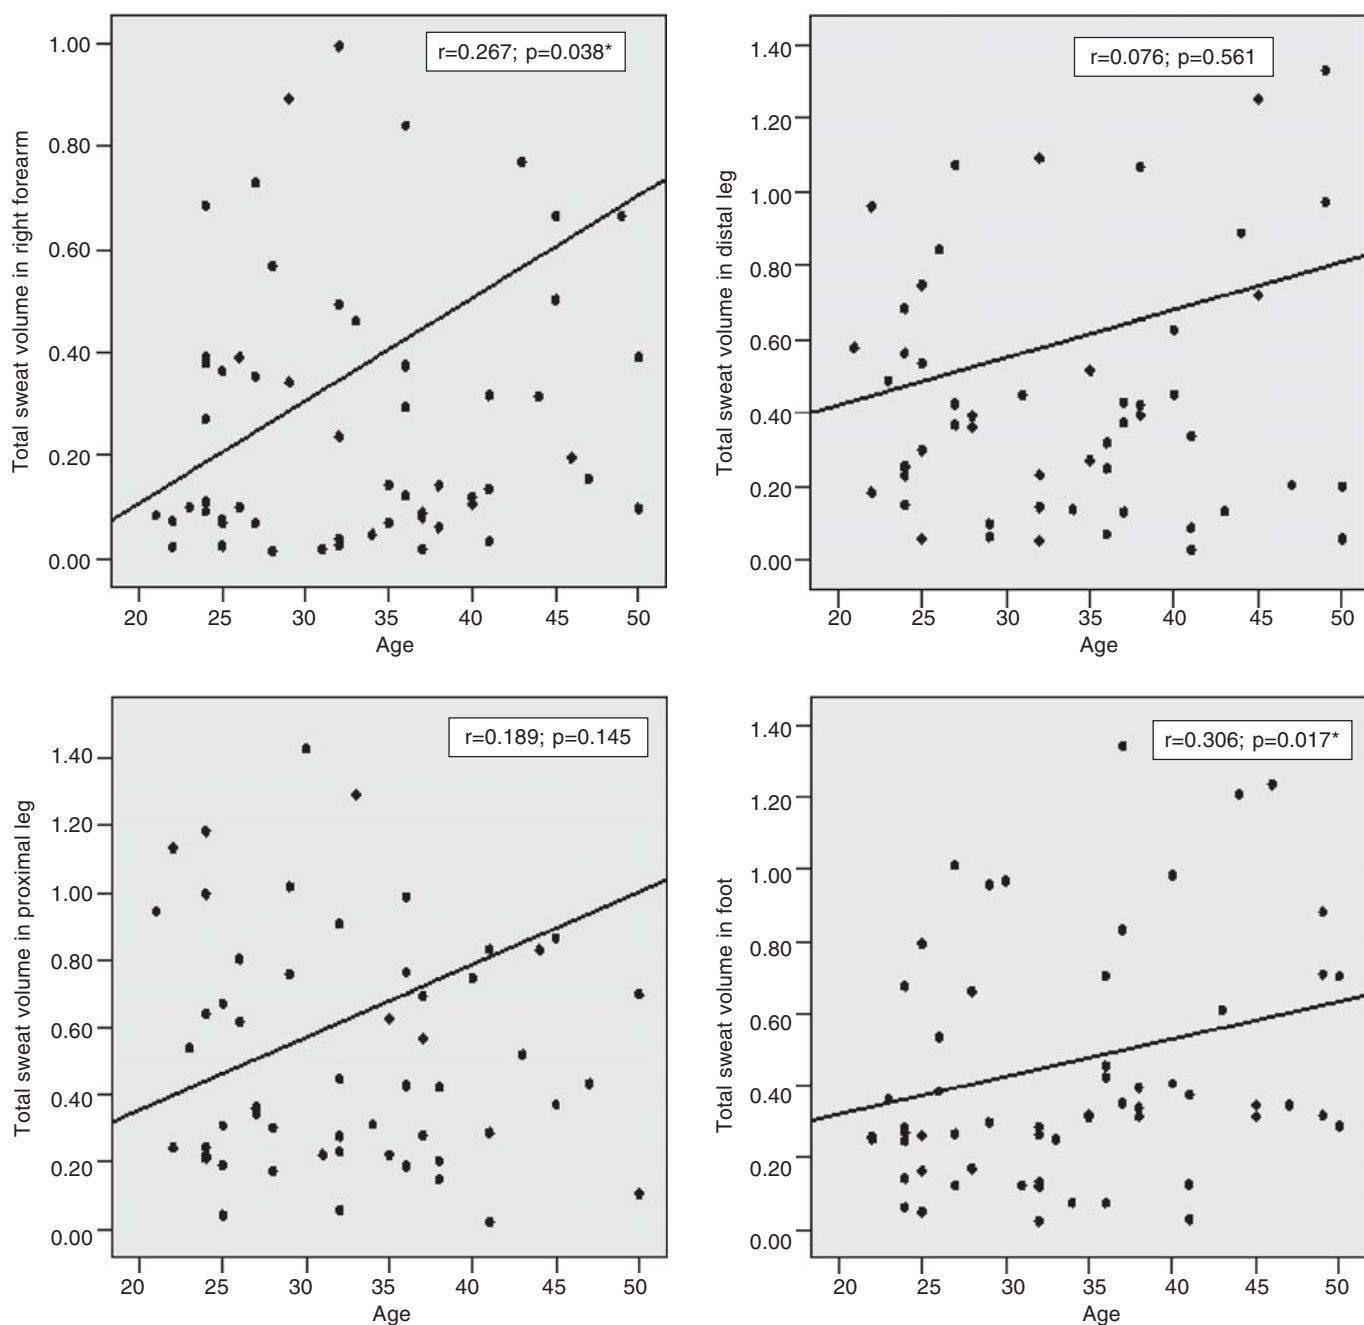 r=0.267; p=0.038*
Total sweat volume in right forearm
1.00
0.80
0.60
0.40
0.20
0.00
20 25 30 35 40 45 50
Age
r=0.076; p=0.561
Total sweat volume in distal leg
1.40
1.20
1.00
0.80
0.60
0.40
0.20
0.00
20 25 30 35 40 45 50
Age
r=0.189; p=0.145
Total sweat volume in proximal leg
1.40
1.20
1.00
0.80
0.60
0.40
0.20
0.00
20 25 30 35 40 45 50
Age
r=0.306; p=0.017*
Total sweat volume in foot
1.40
1.20
1.00
0.80
0.60
0.40
0.20
0.00
20 25 30 35 40 45 50
Age